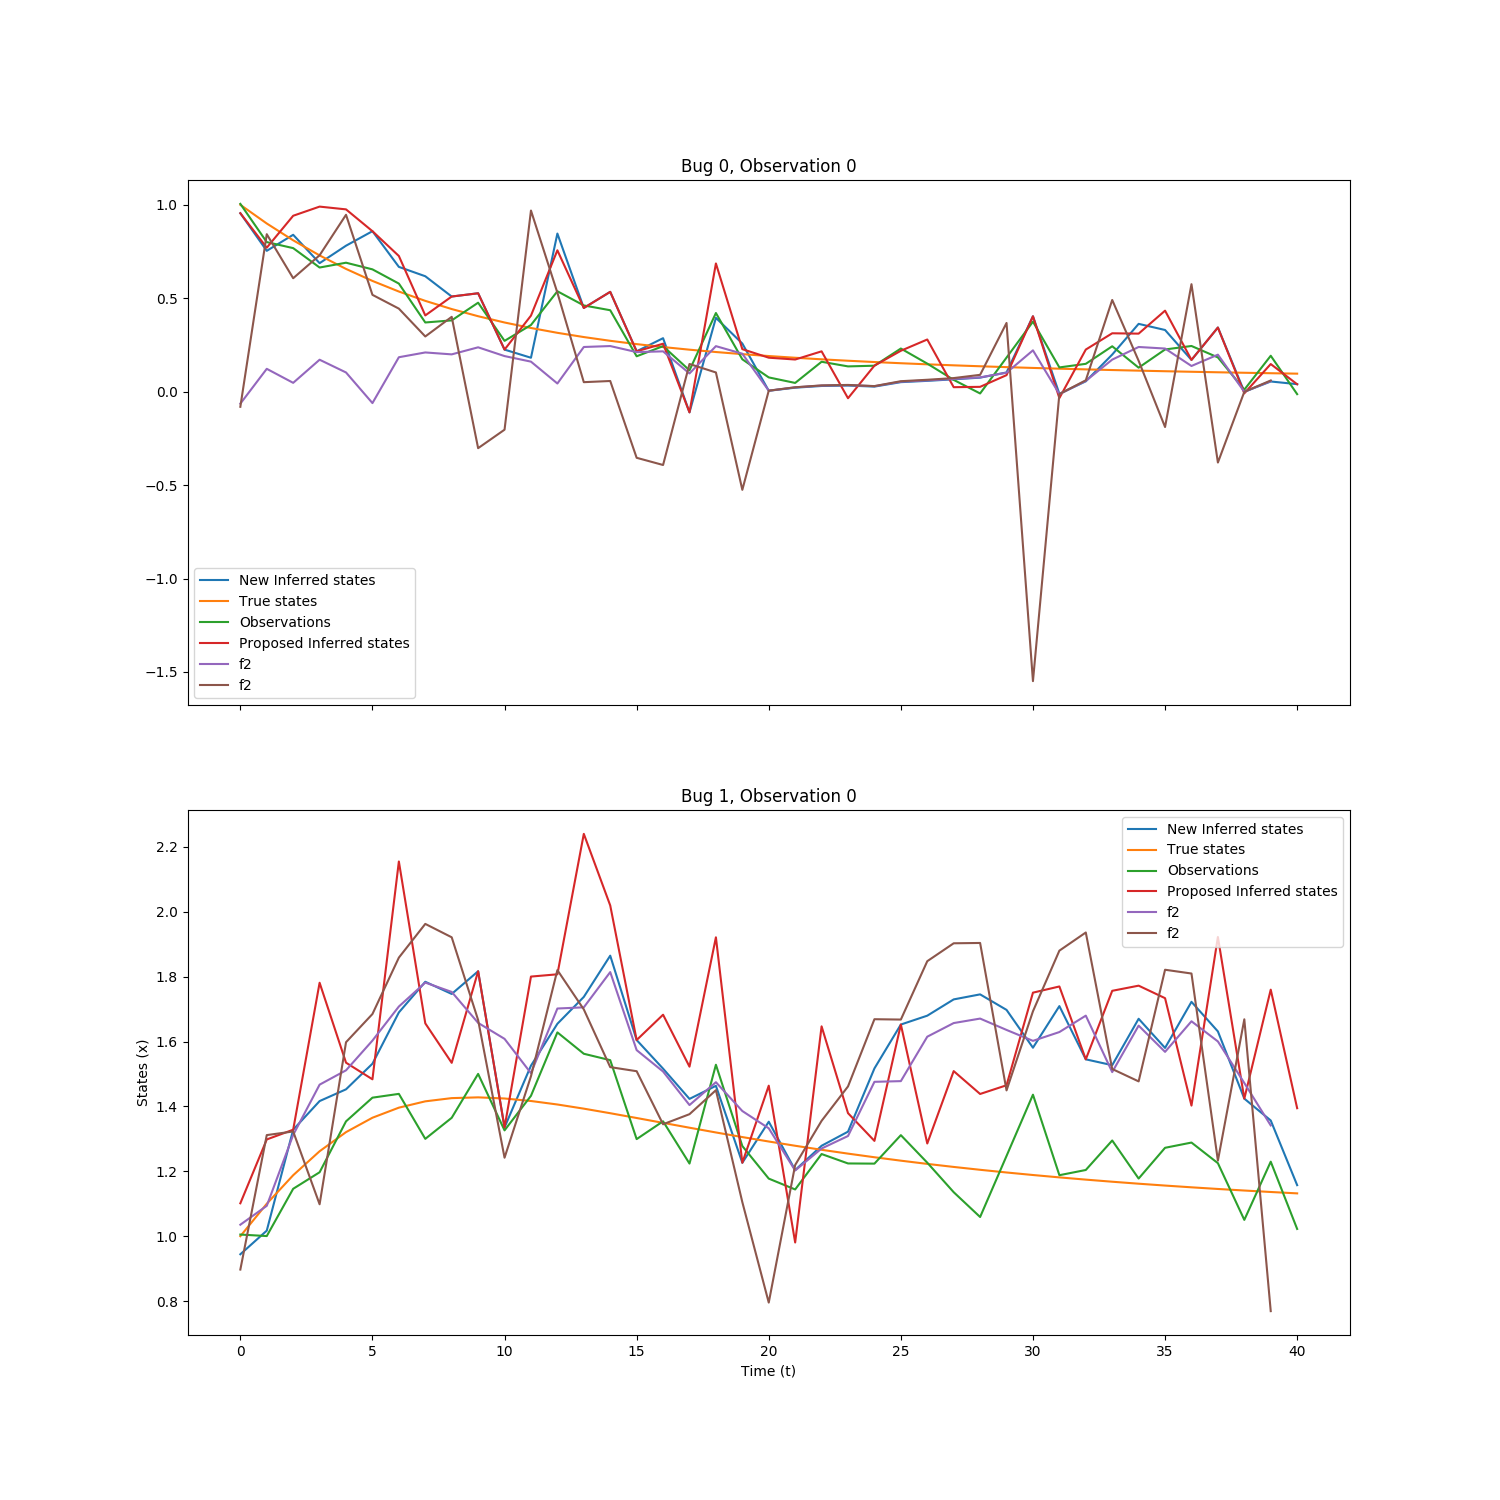 Bug 0, Observation 0
1.0
0.5
0.0
−0.5
−1.0
−1.5
New Inferred states
True states
Observations
Proposed Inferred states
f2
f2
Bug 1, Observation 0
2.2
2.0
1.8
1.6
1.4
1.2
1.0
0.8
States (x)
New Inferred states
True states
Observations
Proposed Inferred states
f2
f2
0 5 10 15 20 25 30 35 40
Time (t)